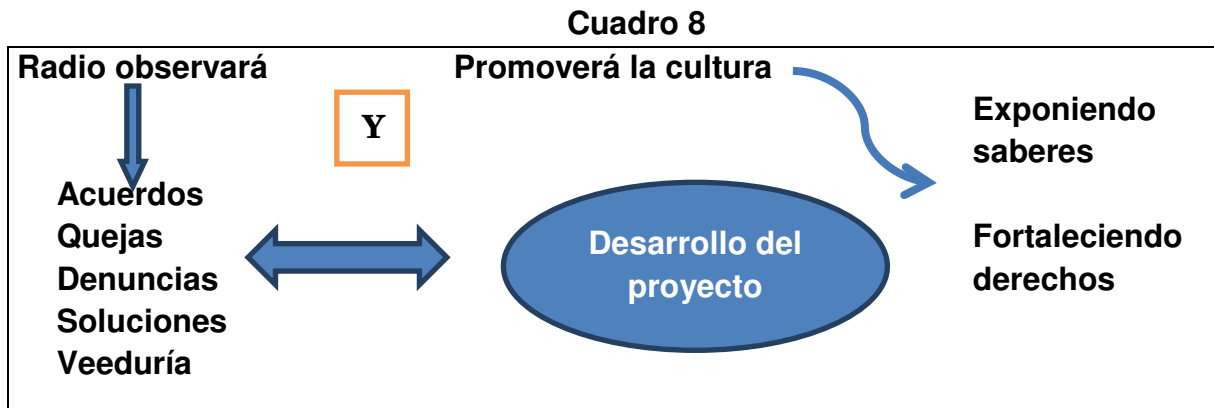 Cuadro 8
Radio observará
Promoverá la cultura
Y
Exponiendo
saberes
Acuerdos
Quejas
Denuncias
Soluciones
Veeduría
Desarrollo del
proyecto
Fortaleciendo
derechos